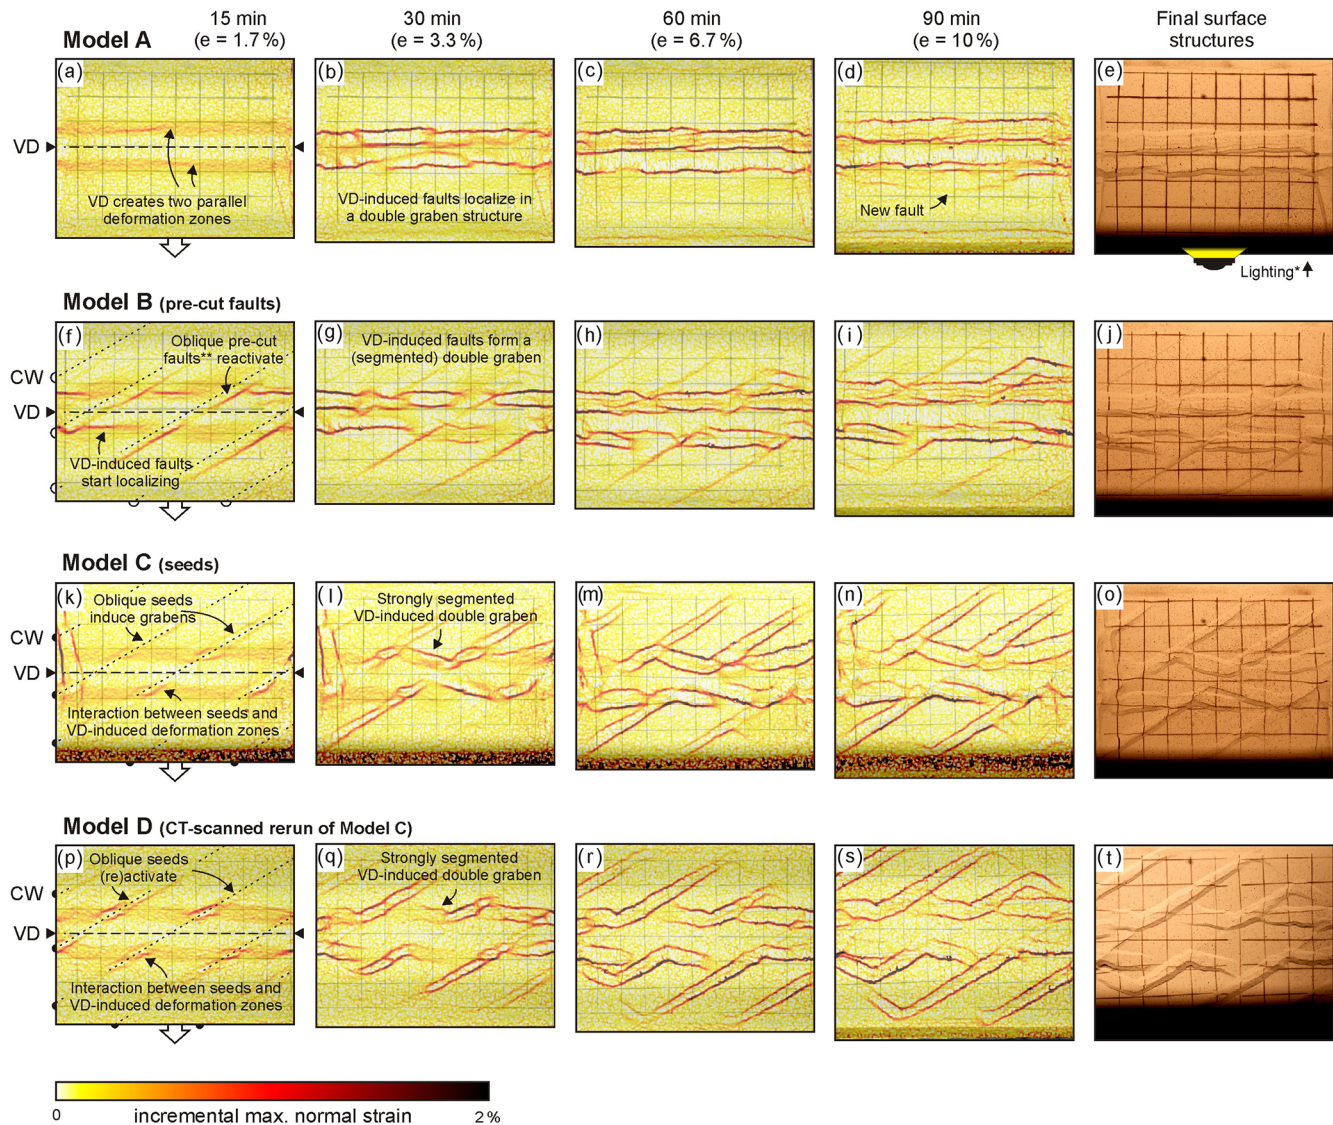 Model A
15 min
(e = 1.7 %)
30 min
(e = 3.3 %)
60 min
(e = 6.7 %)
90 min
(e = 10 %)
Final surface
structures
(a)
(b)
(c)
(d)
(e)
VD
VD creates two parallel
deformation zones
VD-induced faults localize in
a double graben structure
New fault
Lighting*
Model B (pre-cut faults)
(f)
(g)
(h)
(i)
(j)
Oblique pre-cut
faults** reactivate
VD-induced faults form a
(segmented) double graben
CW
VD
VD-induced faults
start localizing
Model C (seeds)
(k)
(l)
(m)
(n)
(o)
Oblique seeds
induce grabens
Strongly segmented
VD-induced double graben
CW
VD
Interaction between seeds and
VD-induced deformation zones
Model D (CT-scanned rerun of Model C)
(p)
(q)
(r)
(s)
(t)
Oblique seeds
(re)activate
Strongly segmented
VD-induced double graben
CW
VD
Interaction between seeds and
VD-induced deformation zones
0
incremental max. normal strain
2 %